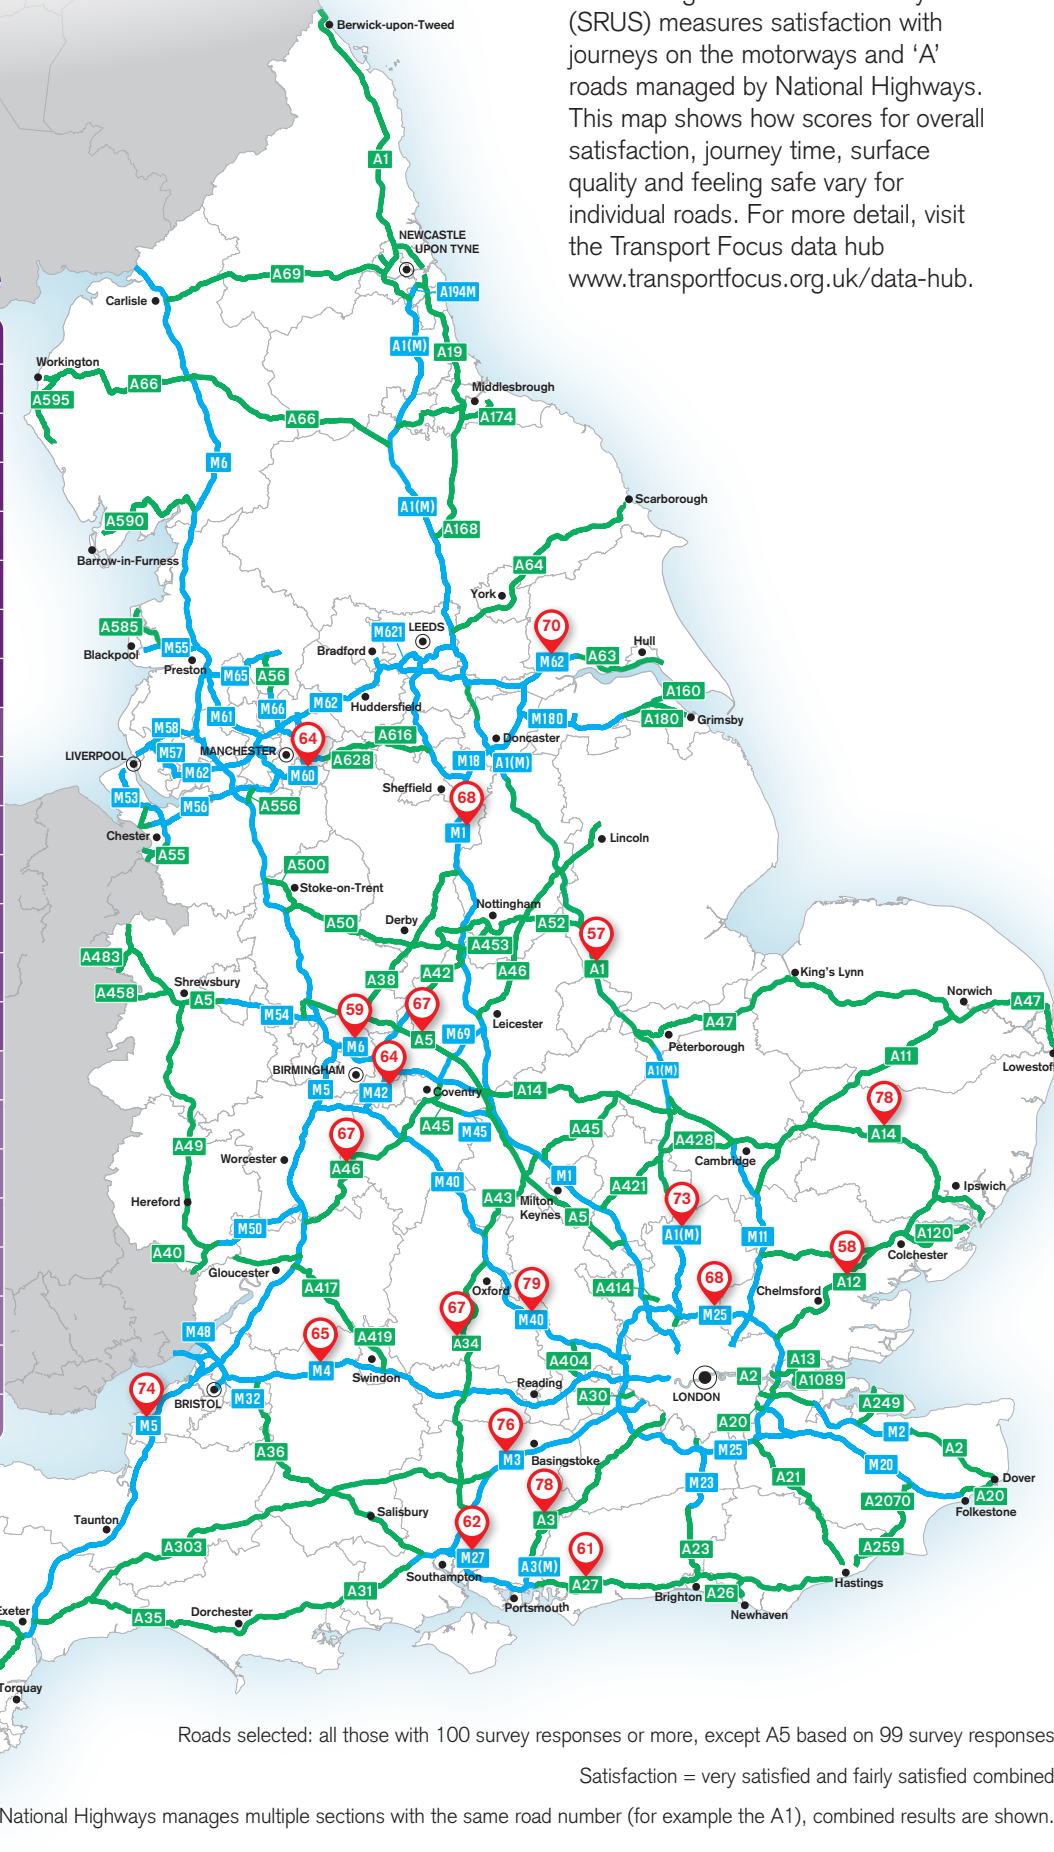 (SRUS) measures satisfaction with
journeys on the motorways and ‘A’
roads managed by National Highways.
This map shows how scores for overall
satisfaction, journey time, surface
quality and feeling safe vary for
individual roads. For more detail, visit
the Transport Focus data hub
www.transportfocus.org.uk/data-hub.
Berwick-upon-Tweed
A1
NEWCASTLE
UPON TYNE
A69
A194M
Carlisle
A1(M)
A19
Workington
A66
A595
Middlesbrough
A66
A174
M6
Scarborough
A1(M)
A590
A168
Barrow-in-Furness
A64
York
A585
M621
LEEDS
70
Hull
Blackpool
M55
Bradford
M62
A63
Preston
M65
A56
A160
M62
Huddersfield
M66
M61
M180
A180
Grimsby
M58
64
A616
Doncaster
LIVERPOOL
M57
MANCHESTER
A628
M18
A1(M)
M62
M60
Sheffield
68
M53
M56
A556
M1
Chester
Lincoln
A55
A500
Stoke-on-Trent
Nottingham
A50
Derby
A52
57
A453
A483
A1
A42
A46
King's Lynn
A38
Shrewsbury
A458
A5
Norwich
A47
M54
59
67
Leicester
A47
A5
M69
Peterborough
M6
A11
64
Lowestof
BIRMINGHAM
A1(M)
M5
M42
Coventry
A14
78
A45
M45
A45
A14
67
A428
A49
Worcester
A46
Cambridge
M1
M40
A421
Ipswich
Hereford
A43
Milton
Keynes
73
A5
M50
A1(M)
M11
A120
A40
58
Colchester
Gloucester
68
A12
A417
Oxford
79
A414
Chelmsford
67
M40
M25
M48
65
A419
A34
A404
A13
M4
Swindon
A2
A1089
74
Reading
M32
BRISTOL
A30
LONDON
A249
M5
76
A20
M2
A36
M3
Basingstoke
M25
A2
M20
78
M23
A21
Dover
A20
A2070
Folkestone
Salisbury
A3
Taunton
62
A303
61
A23
A259
M27
A3(M)
Southampton
A27
Hastings
A31
Brighton
A26
Portsmouth
Newhaven
Exeter
A35
Dorchester
Torquay
Roads selected: all those with 100 survey responses or more, except A5 based on 99 survey responses
Satisfaction = very satisfied and fairly satisfied combined
National Highways manages multiple sections with the same road number (for example the A1), combined results are shown.